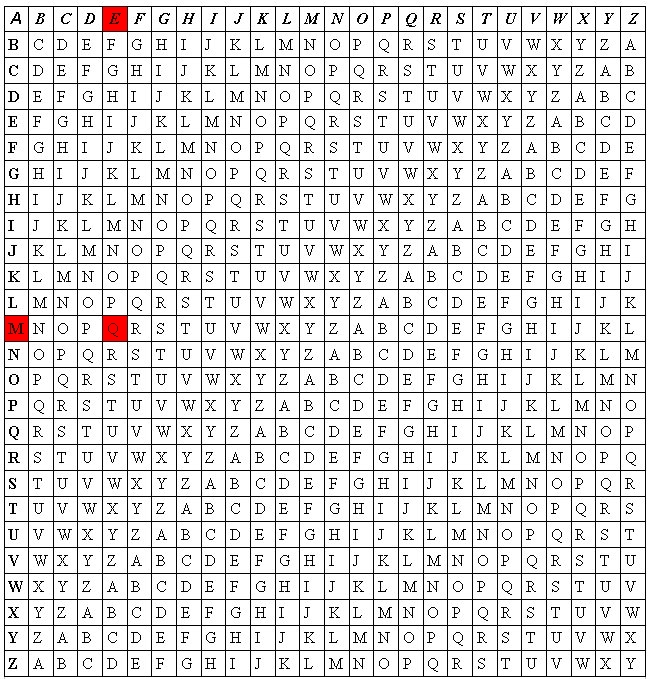 A B C D E F G H I J K L M N O P Q R S T U V W X Y Z
B C D E F G H I J K L M N O P Q R S T U V W X Y Z A
C D E F G H I J K L M N O P Q R S T U V W X Y Z A B
D E F G H I J K L M N O P Q R S T U V W X Y Z A B C
E F G H I J K L M N O P Q R S T U V W X Y Z A B C D
F G H I J K L M N O P Q R S T U V W X Y Z A B C D E
G H I J K L M N O P Q R S T U V W X Y Z A B C D E F
H I J K L M N O P Q R S T U V W X Y Z A B C D E F G
I J K L M N O P Q R S T U V W X Y Z A B C D E F G H
J K L M N O P Q R S T U V W X Y Z A B C D E F G H I
K L M N O P Q R S T U V W X Y Z A B C D E F G H I J
L M N O P Q R S T U V W X Y Z A B C D E F G H I J K
M N O P Q R S T U V W X Y Z A B C D E F G H I J K L
N O P Q R S T U V W X Y Z A B C D E F G H I J K L M
O P Q R S T U V W X Y Z A B C D E F G H I J K L M N
P Q R S T U V W X Y Z A B C D E F G H I J K L M N O
Q R S T U V W X Y Z A B C D E F G H I J K L M N O P
R S T U V W X Y Z A B C D E F G H I J K L M N O P Q
S T U V W X Y Z A B C D E F G H I J K L M N O P Q R
T U V W X Y Z A B C D E F G H I J K L M N O P Q R S
U V W X Y Z A B C D E F G H I J K L M N O P Q R S T
V W X Y Z A B C D E F G H I J K L M N O P Q R S T U
W X Y Z A B C D E F G H I J K L M N O P Q R S T U V
X Y Z A B C D E F G H I J K L M N O P Q R S T U V W
Y Z A B C D E F G H I J K L M N O P Q R S T U V W X
Z A B C D E F G H I J K L M N O P Q R S T U V W X Y